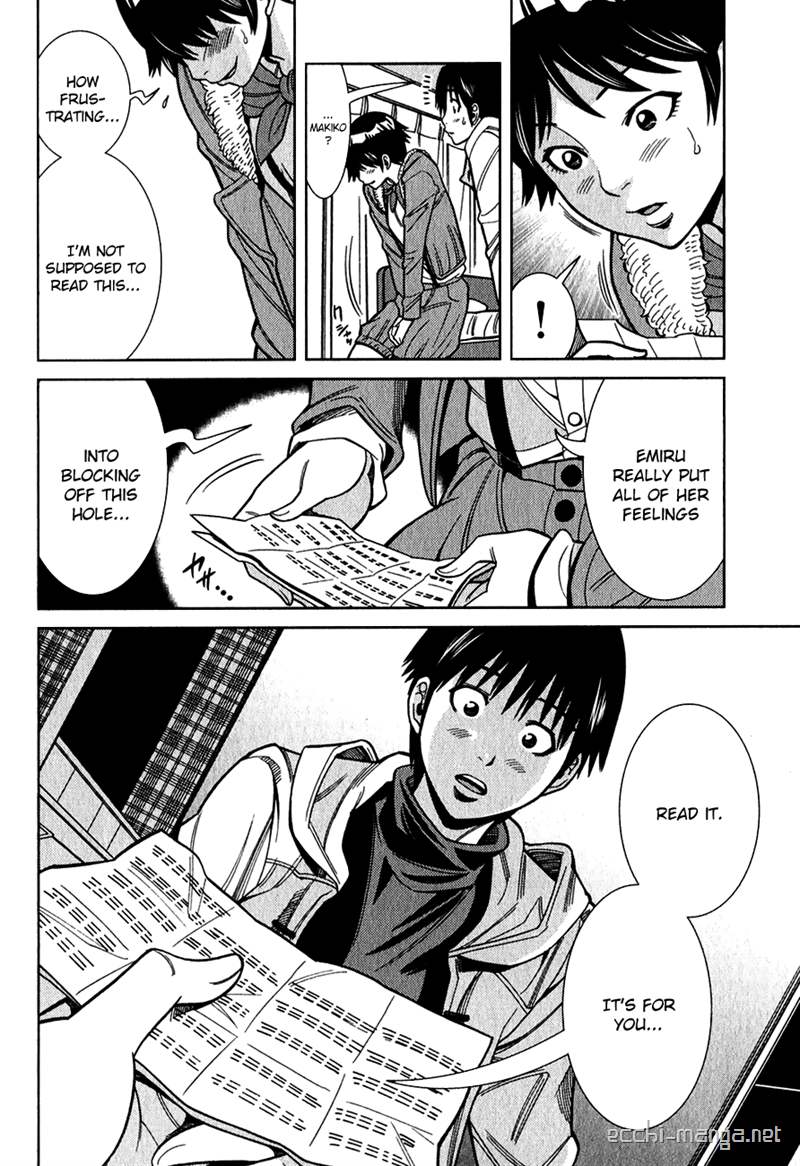 !
...
MAKIKO
?
HOW
FRUS-
TRATING...
I'M NOT
SUPPOSED TO
READ THIS...
EMIRU
REALLY PUT
ALL OF HER
FEELINGS
INTO
BLOCKING
OFF THIS
HOLE...
READ IT.
IT'S FOR
YOU...
ecchi-manga.net